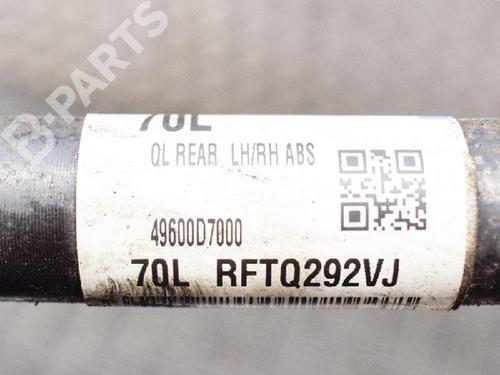 B-PARTS
70L
QL REAR LH/RH ABS
49600D7000
70L RFTQ292VJ